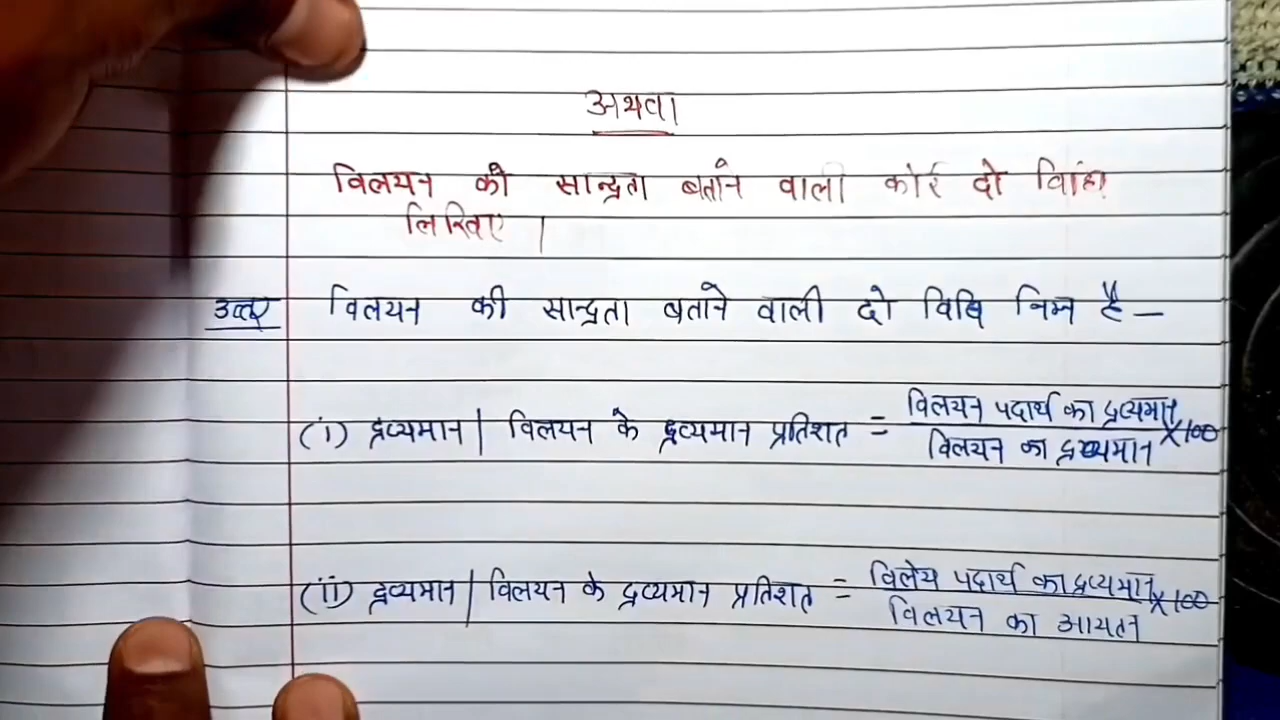 अथवा
विलयन की सान्द्रता बताने वाली कोई दो विधि
लिखिए |
उत्तर विलयन की सान्द्रता बताने वाली दो विधि निम्न है –
(i) द्रव्यमान | विलयन के द्रव्यमान प्रतिशत = विलयन पदार्थ का द्रव्यमान / विलयन का द्रव्यमान × 100
(ii) द्रव्यमान | विलयन के द्रव्यमान प्रतिशत = विलेय पदार्थ का द्रव्यमान / विलयन का आयतन × 100